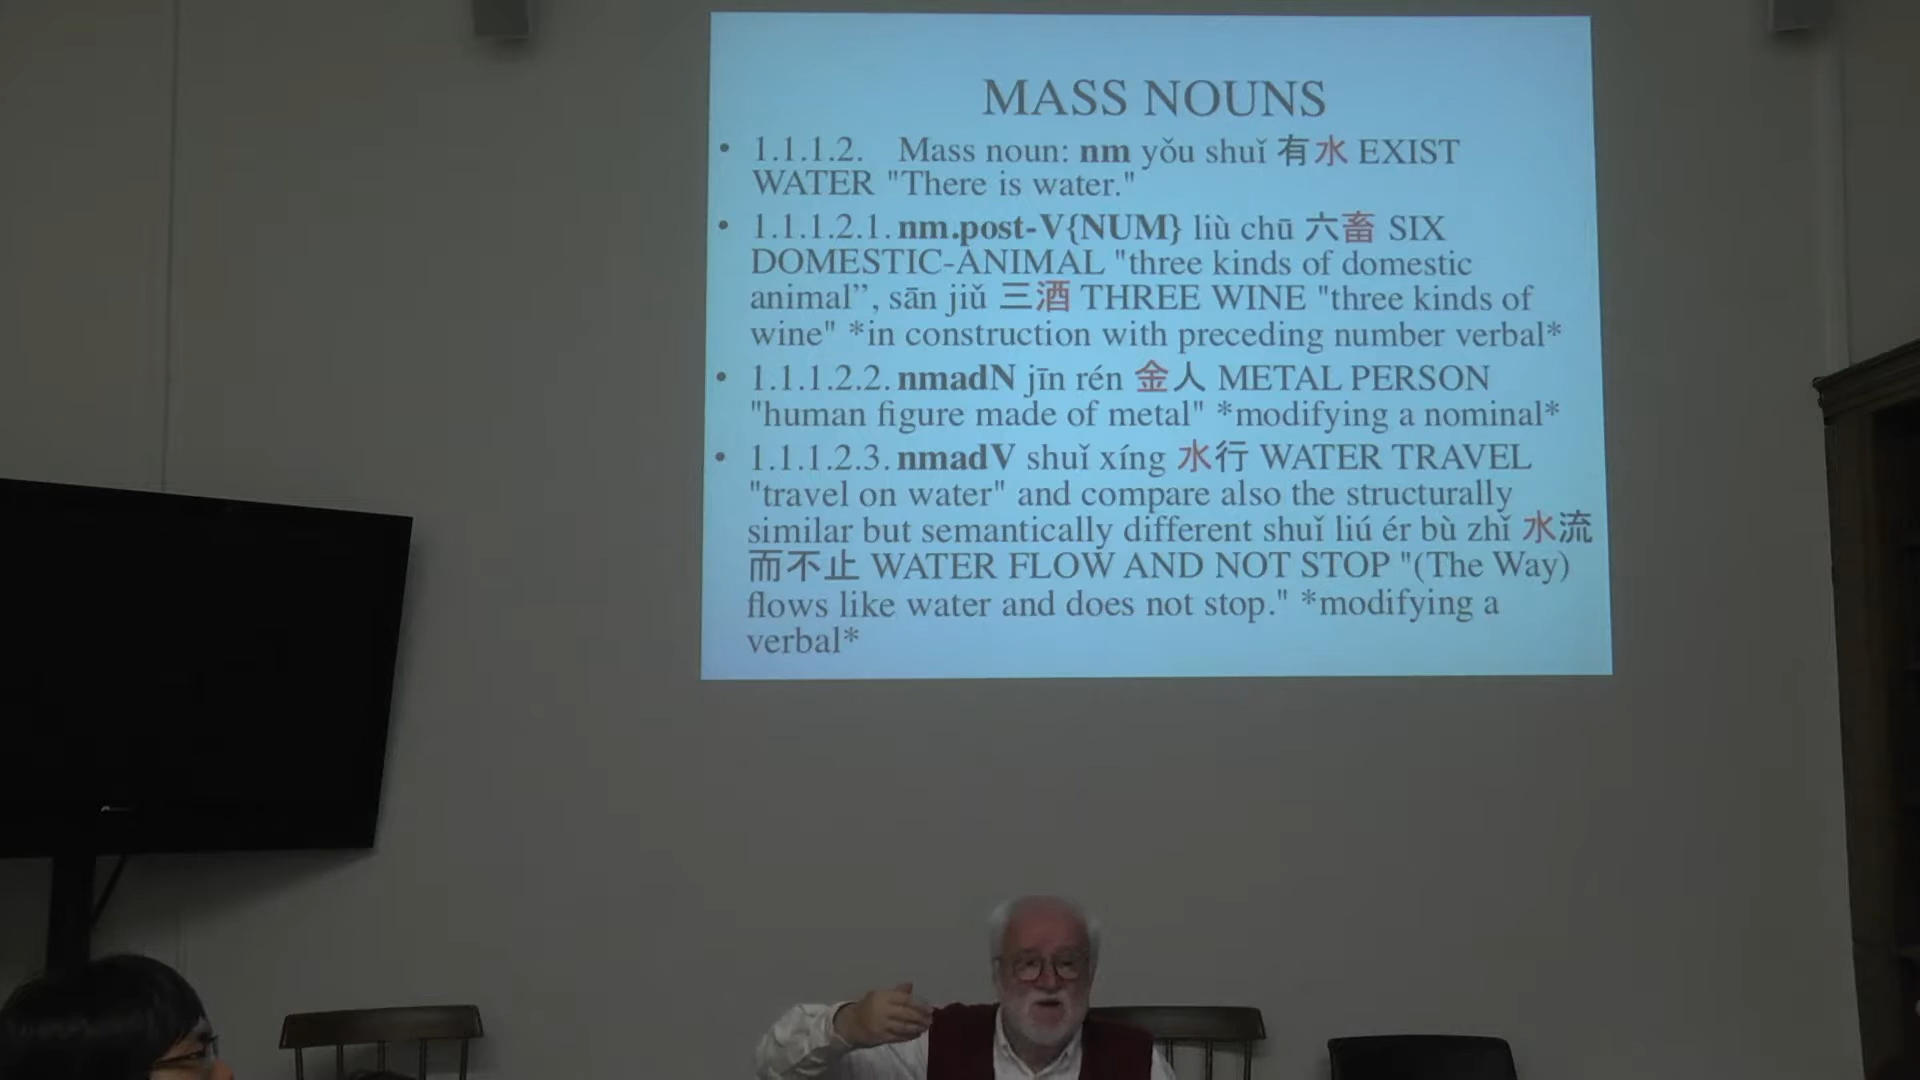 MASS NOUNS
• 1.1.1.2. Mass noun: nm yǒu shuǐ 有水 EXIST
WATER "There is water."
• 1.1.1.2.1. nm.post-V{NUM} liù chū 六畜 SIX
DOMESTIC-ANIMAL "three kinds of domestic
animal”, sān jiǔ 三酒 THREE WINE "three kinds of
wine" *in construction with preceding number verbal*
• 1.1.1.2.2. nmadN jīn rén 金人 METAL PERSON
"human figure made of metal" *modifying a nominal*
• 1.1.1.2.3. nmadV shuǐ xíng 水行 WATER TRAVEL
"travel on water" and compare also the structurally
similar but semantically different shuǐ liú ér bù zhǐ 水流
而不止 WATER FLOW AND NOT STOP "(The Way)
flows like water and does not stop." *modifying a
verbal*